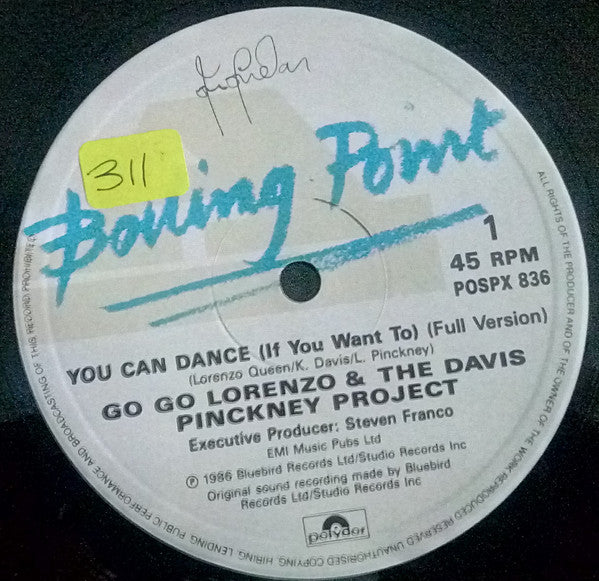 311
Boiling Point
1
45 RPM
POSPX 836
YOU CAN DANCE (If You Want To) (Full Version)
(Lorenzo Queen/K. Davis/L. Pinckney)
GO GO LORENZO & THE DAVIS
PINCKNEY PROJECT
Executive Producer: Steven Franco
EMI Music Pubs Ltd
℗ 1986 Bluebird Records Ltd/Studio Records Inc
Original sound recording made by Bluebird
Records Ltd/Studio Records Inc
polydor
ALL RIGHTS OF THE PRODUCER AND OF THE OWNER OF THE WORK REPRODUCED RESERVED UNAUTHORISED COPYING, HIRING, LENDING, PUBLIC PERFORMANCE AND BROADCASTING OF THIS RECORD PROHIBITED